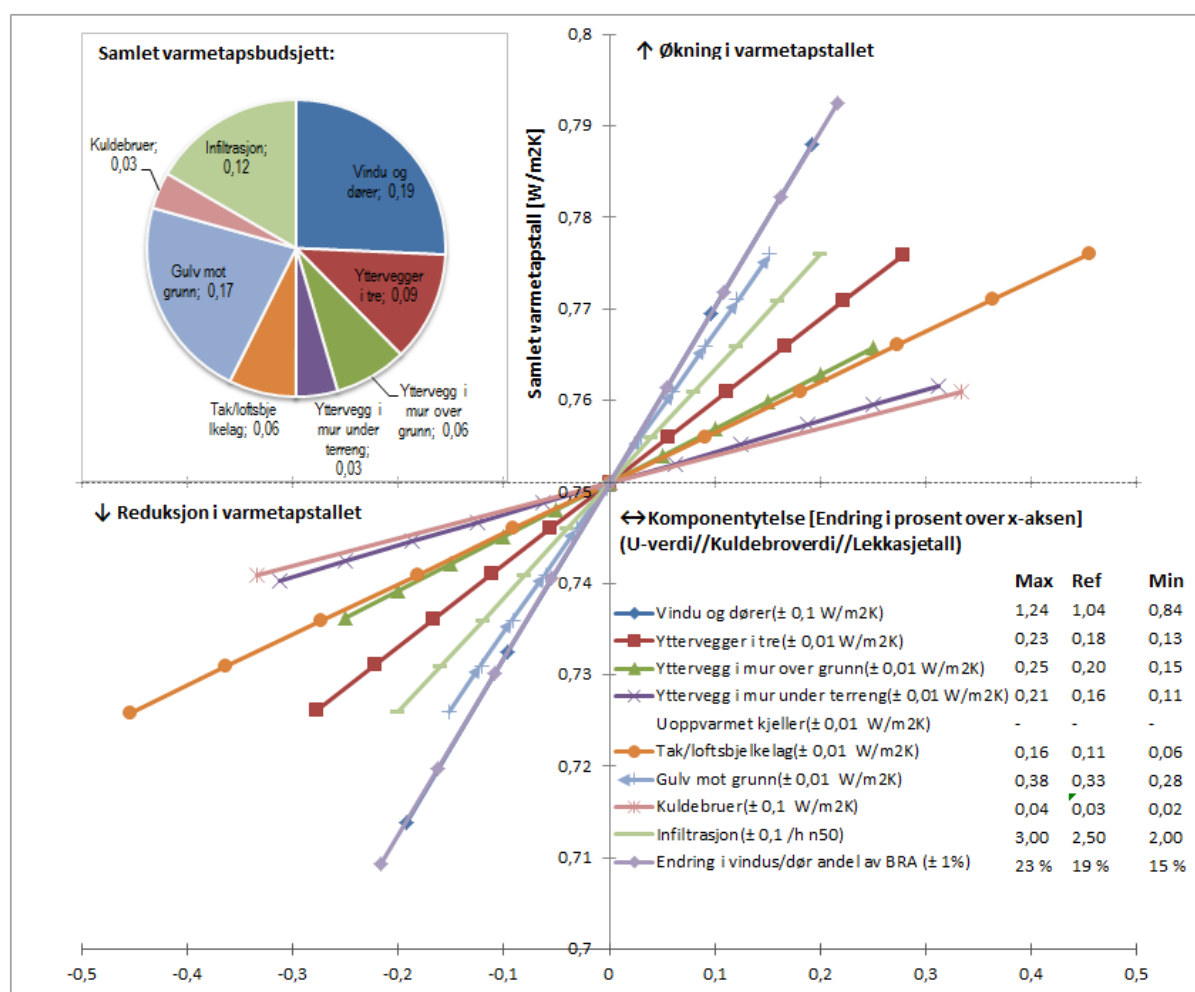 Samlet varmetapsbudsjett:
Kuldebruer;
0,03
Infiltrasjon;
0,12
Vindu og
dører; 0,19
Gulv mot
grunn; 0,17
Yttervegger
i tre; 0,09
Tak/loftsbje
lkelag; 0,06
Yttervegg i
mur under
terreng;
0,03
Yttervegg i
mur over
grunn; 0,06
↑ Økning i varmetapstallet
Samlet varmetapstall [W/m2K]
0,8
0,79
0,78
0,77
0,76
0,75
0,74
0,73
0,72
0,71
0,7
↓ Reduksjon i varmetapstallet
↔Komponentytelse [Endring i prosent over x-aksen]
(U-verdi//Kuldebroverdi//Lekkasjetall)
Max Ref Min
Vindu og dører(± 0,1 W/m2K) 1,24 1,04 0,84
Yttervegger i tre(± 0,01 W/m2K) 0,23 0,18 0,13
Yttervegg i mur over grunn(± 0,01 W/m2K) 0,25 0,20 0,15
Yttervegg i mur under terreng(± 0,01 W/m2K) 0,21 0,16 0,11
Uoppvarmet kjeller(± 0,01 W/m2K) - - -
Tak/loftsbjelkelag(± 0,01 W/m2K) 0,16 0,11 0,06
Gulv mot grunn(± 0,01 W/m2K) 0,38 0,33 0,28
Kuldebruer(± 0,1 W/m2K) 0,04 0,03 0,02
Infiltrasjon(± 0,1 /h n50) 3,00 2,50 2,00
Endring i vindus/dør andel av BRA (± 1%) 23 % 19 % 15 %
-0,5 -0,4 -0,3 -0,2 -0,1 0 0,1 0,2 0,3 0,4 0,5